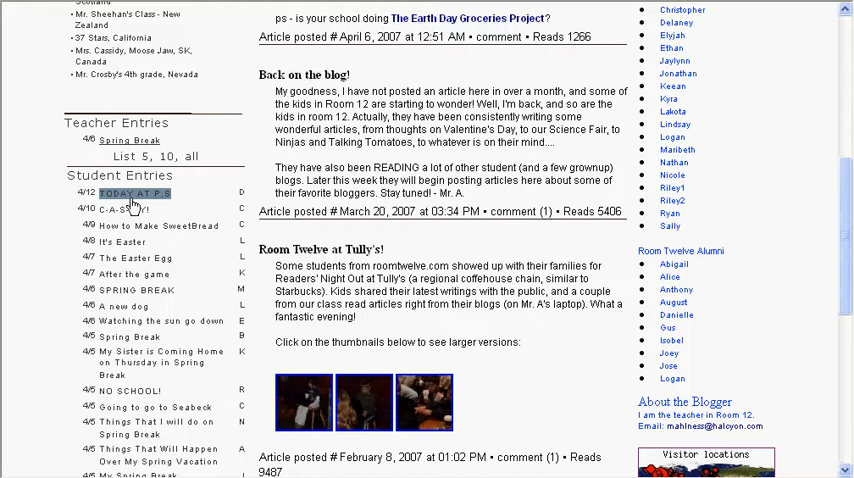 • Mr. Sheehan's Class - New
Zealand
• 37 Stars, California
• Mrs. Cassidy, Moose Jaw, SK,
Canada
• Mr. Crosby's 4th grade, Nevada
Teacher Entries
4/6 Spring Break
List 5, 10, all
Student Entries
4/12 TODAY AT P.S D
4/10 C-A-S Y! C
4/9 How to Make SweetBread C
4/8 It's Easter L
4/7 The Easter Egg L
4/7 After the game K
4/6 SPRING BREAK M
4/6 A new dog L
4/6 Watching the sun go down E
4/5 Spring Break B
4/5 My Sister is Coming Home K
on Thursday in Spring
Break
4/5 NO SCHOOL! R
4/5 Going to go to Seabeck C
4/5 Things I will do on N
Spring Break
4/5 Things That Will Happen A
Over My Spring Vacation
4/5 My Spring Break L
ps - is your school doing The Earth Day Groceries Project?
Article posted # April 6, 2007 at 12:51 AM • comment • Reads 1266
Back on the blog!
My goodness, I have not posted an article here in over a month, and some of
the kids in Room 12 are starting to wonder! Well, I'm back, and so are the
kids in room 12. Actually, they have been consistently writing some
wonderful articles, from thoughts on Valentine's Day, to our Science Fair, to
Ninjas and Talking Tomatoes, to whatever is on their mind....
They have also been READING a lot of other student (and a few grownup)
blogs. Later this week they will begin posting articles here about some of
their favorite bloggers. Stay tuned! - Mr. A.
Article posted # March 20, 2007 at 03:34 PM • comment (1) • Reads 5406
Room Twelve at Tully's!
Some students from roomtwelve.com showed up with their families for
Readers' Night Out at Tully's (a regional coffehouse chain, similar to
Starbucks). Kids shared their latest writings with the public, and a couple
from our class read articles right from their blogs (on Mr. A's laptop). What a
fantastic evening!
Click on the thumbnails below to see larger versions:
Article posted # February 8, 2007 at 01:02 PM • comment (1) • Reads
9487
• Christopher
• Delaney
• Elyjah
• Ethan
• Jaylynn
• Jonathan
• Keean
• Kyra
• Lakota
• Lindsay
• Logan
• Maribeth
• Nathan
• Nicole
• Riley1
• Riley2
• Ryan
• Sally
Room Twelve Alumni
• Abigail
• Alice
• Anthony
• August
• Danielle
• Gus
• Isobel
• Joey
• Jose
• Logan
About the Blogger
I am the teacher in Room 12.
Email: mahlness@halcyon.com
Visitor locations